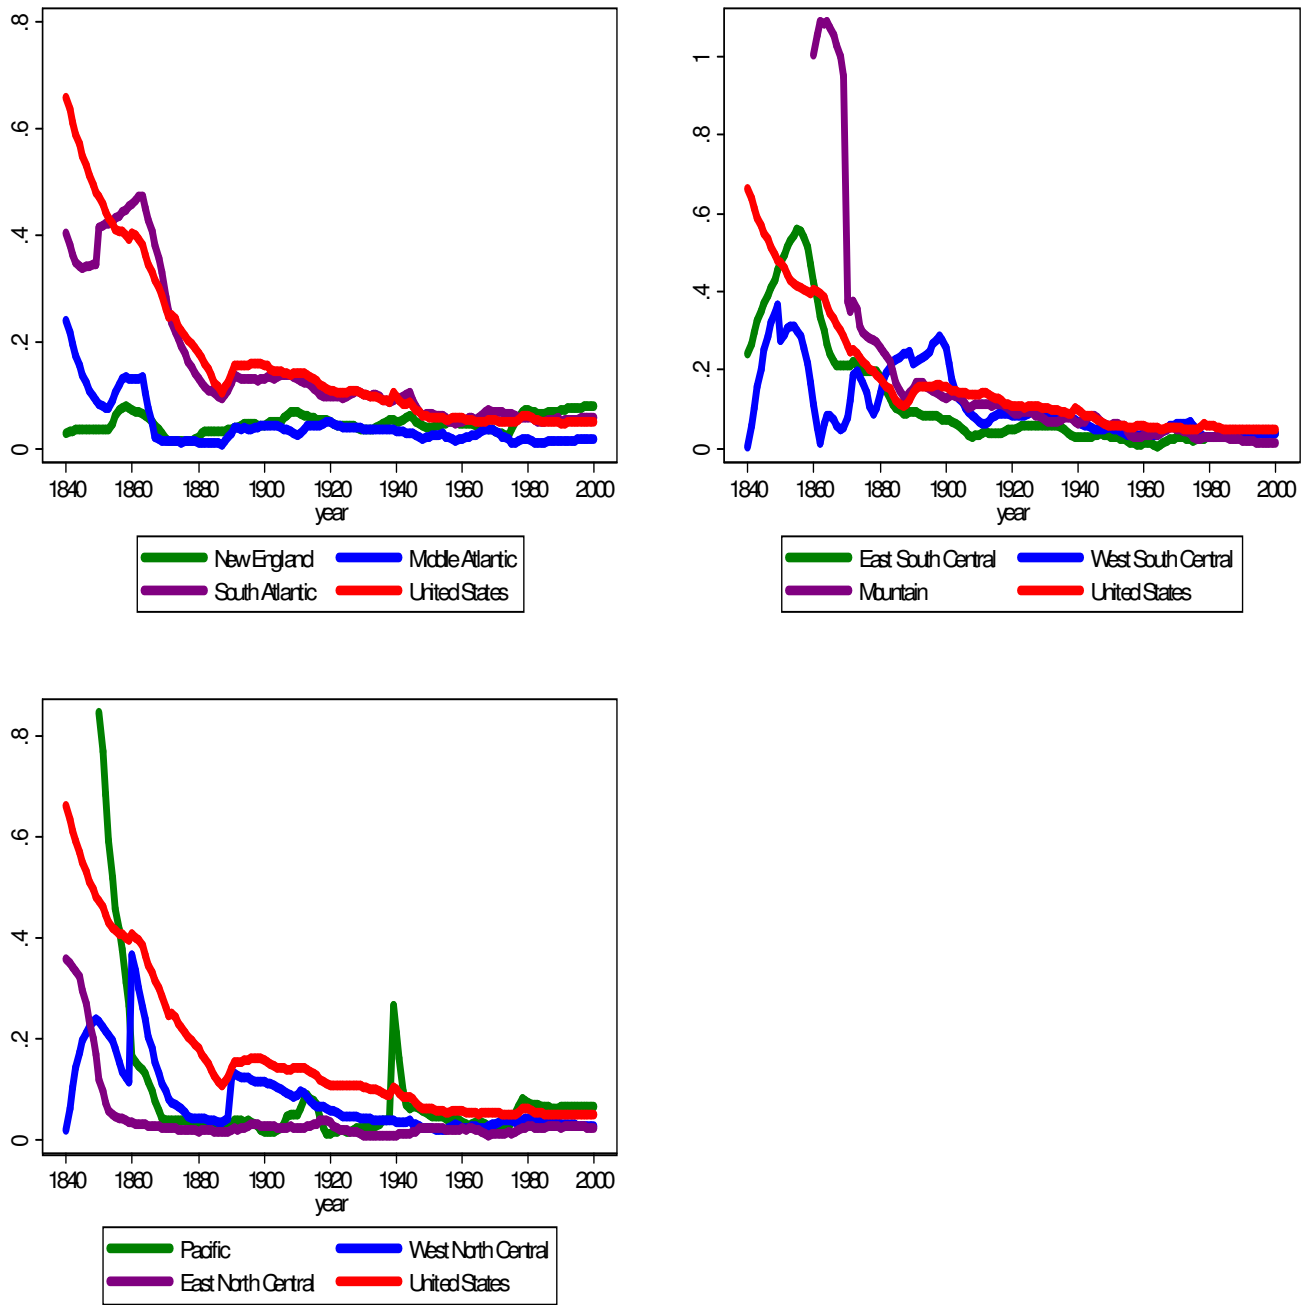 .8
.6
.4
.2
0
1840 1860 1880 1900 1920 1940 1960 1980 2000
year
New England Middle Atlantic
South Atlantic United States
1
.8
.6
.4
.2
0
1840 1860 1880 1900 1920 1940 1960 1980 2000
year
East South Central West South Central
Mountain United States
.8
.6
.4
.2
0
1840 1860 1880 1900 1920 1940 1960 1980 2000
year
Pacific West North Central
East North Central United States